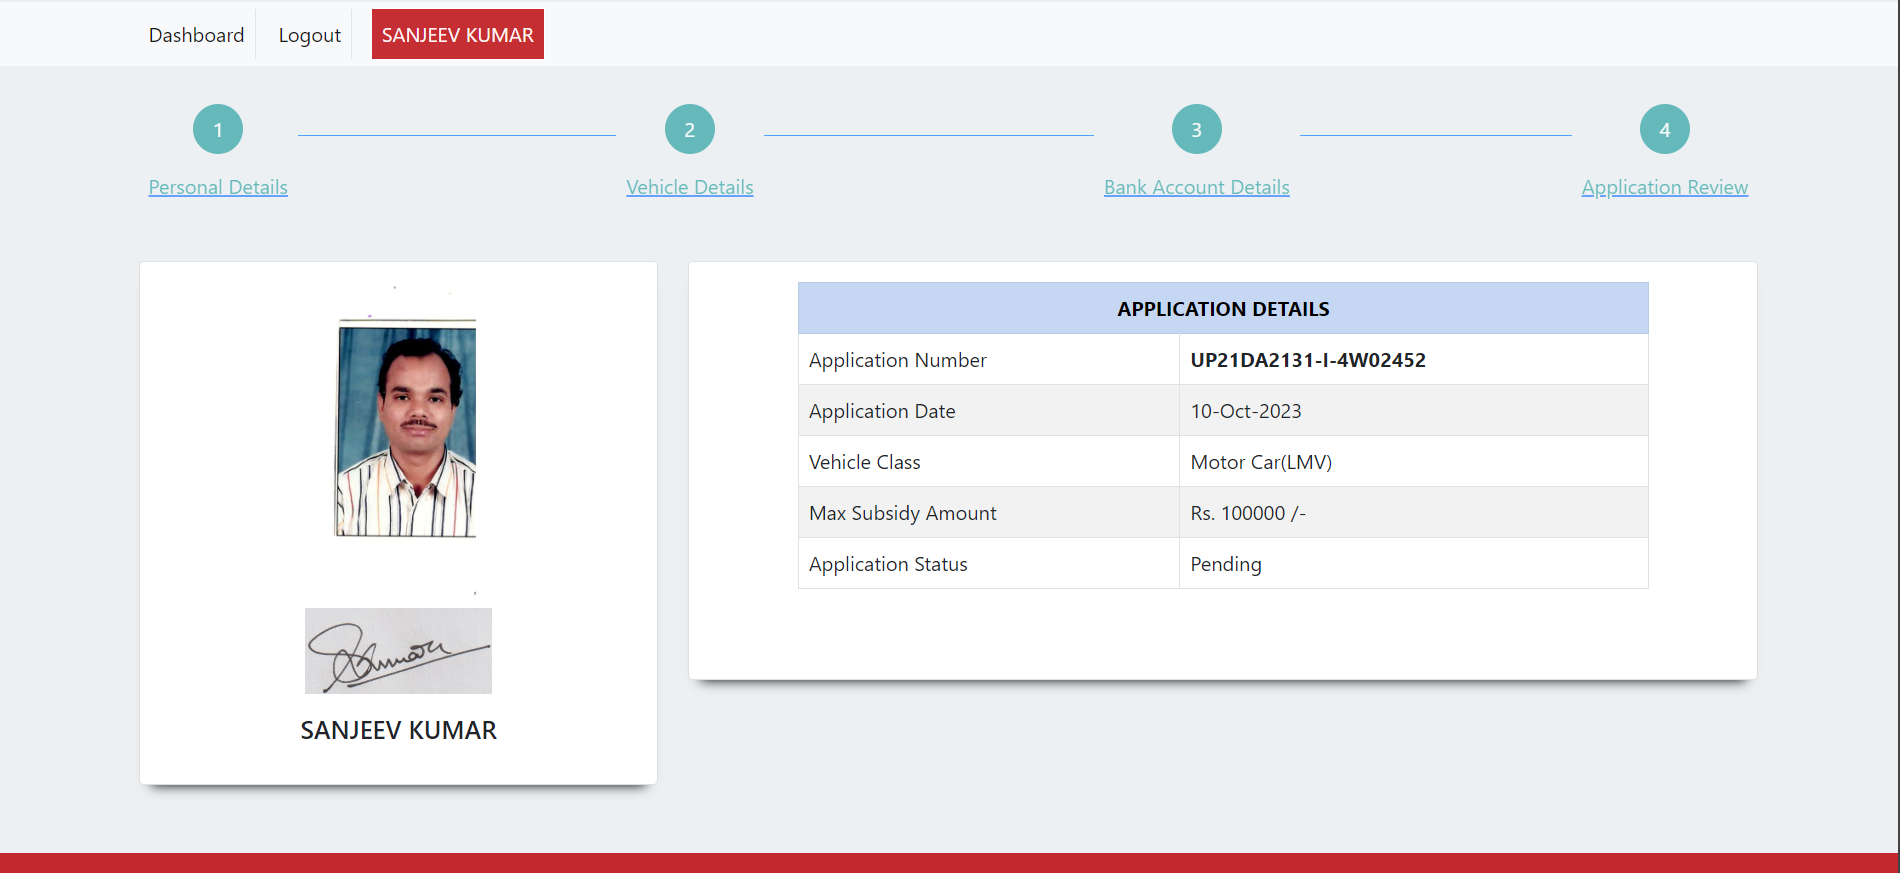 Dashboard Logout SANJEEV KUMAR
1 2 3 4
Personal Details Vehicle Details Bank Account Details Application Review
SKumar
SANJEEV KUMAR
APPLICATION DETAILS
Application Number UP21DA2131-I-4W02452
Application Date 10-Oct-2023
Vehicle Class Motor Car(LMV)
Max Subsidy Amount Rs. 100000 /-
Application Status Pending